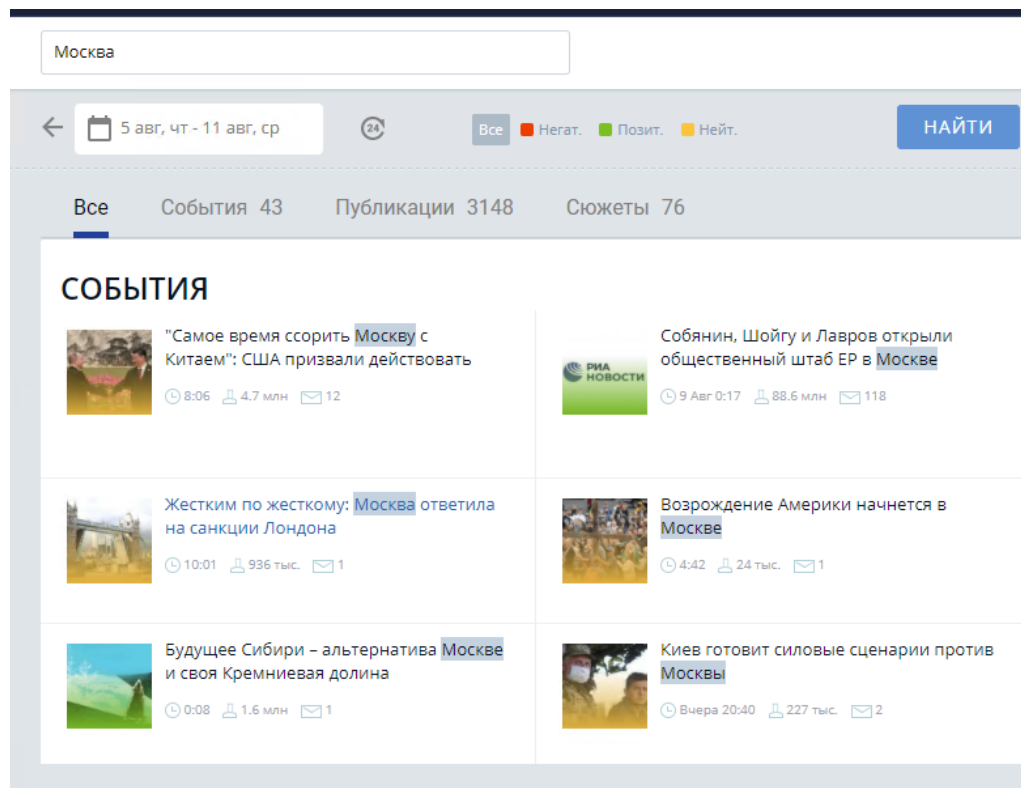 Москва
5 авг, чт - 11 авг, ср
24
Все Негат. Позит. Нейт.
НАЙТИ
Все События 43 Публикации 3148 Сюжеты 76
СОБЫТИЯ
"Самое время ссорить Москву с
Китаем": США призвали действовать
8:06 4.7 млн 12
РИА
НОВОСТИ
Собянин, Шойгу и Лавров открыли
общественный штаб ЕР в Москве
9 Авг 0:17 88.6 млн 118
Жестким по жесткому: Москва ответила
на санкции Лондона
10:01 936 тыс. 1
Возрождение Америки начнется в
Москве
4:42 24 тыс. 1
Будущее Сибири – альтернатива Москве
и своя Кремниевая долина
0:08 1.6 млн 1
Киев готовит силовые сценарии против
Москвы
Вчера 20:40 227 тыс. 2